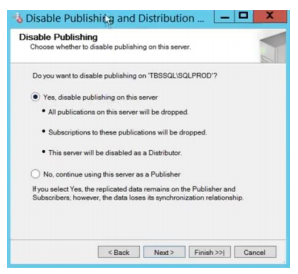 Disable Publishing and Distribution ...
Disable Publishing
Choose whether to disable publishing on this server.
Do you want to disable publishing on 'TBSSQL\SQLPROD'?
Yes, disable publishing on this server
• All publications on this server will be dropped.
• Subscriptions to these publications will be dropped.
• This server will be disabled as a Distributor.
No, continue using this server as a Publisher
If you select Yes, the replicated data remains on the Publisher and
Subscribers; however, the data loses its synchronization relationship.
< Back
Next >
Finish >>|
Cancel